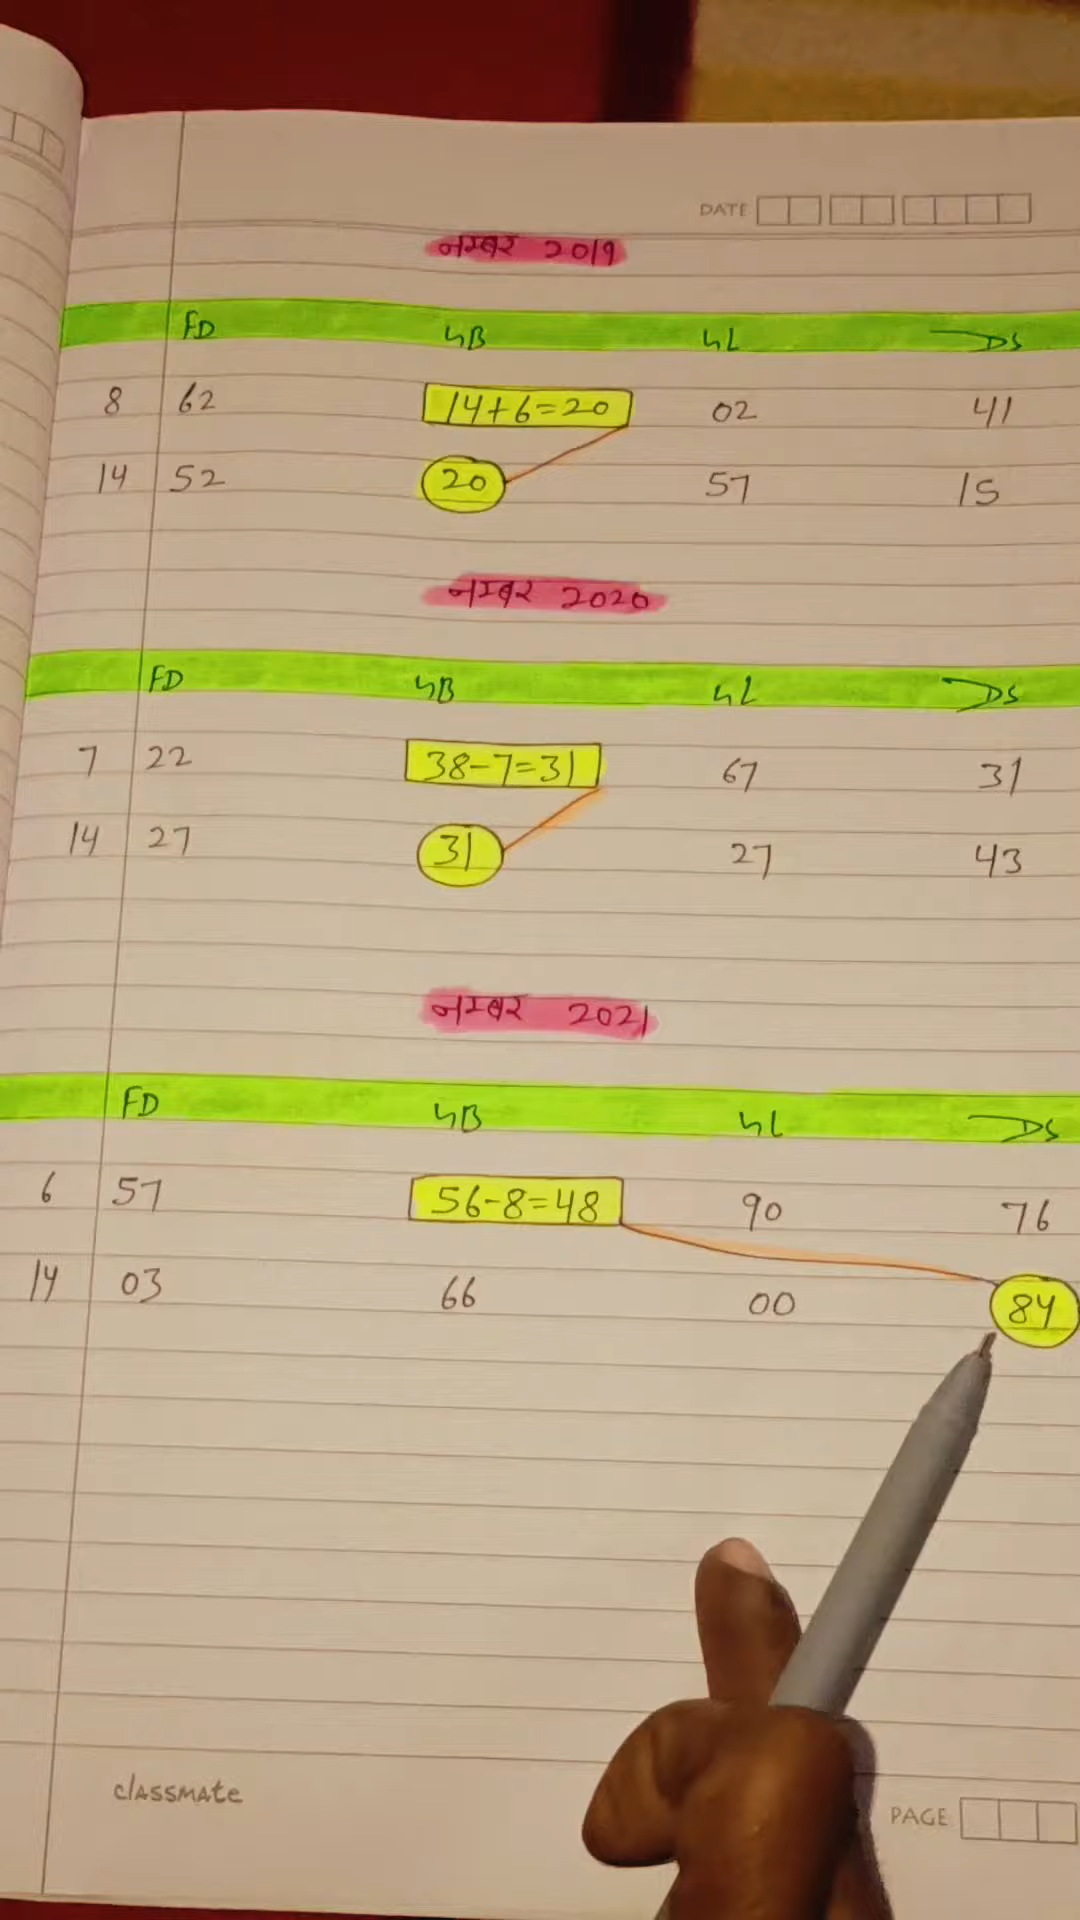 DATE
नम्बर 2019
FD GB GL DS
8 62 14+6=20 02 41
14 52 20 57 15
नम्बर 2020
FD GB GL DS
7 22 38-7=31 67 31
14 27 31 27 43
नम्बर 2021
FD GB GL DS
6 57 56-8=48 90 76
14 03 66 00 84
classmate
PAGE